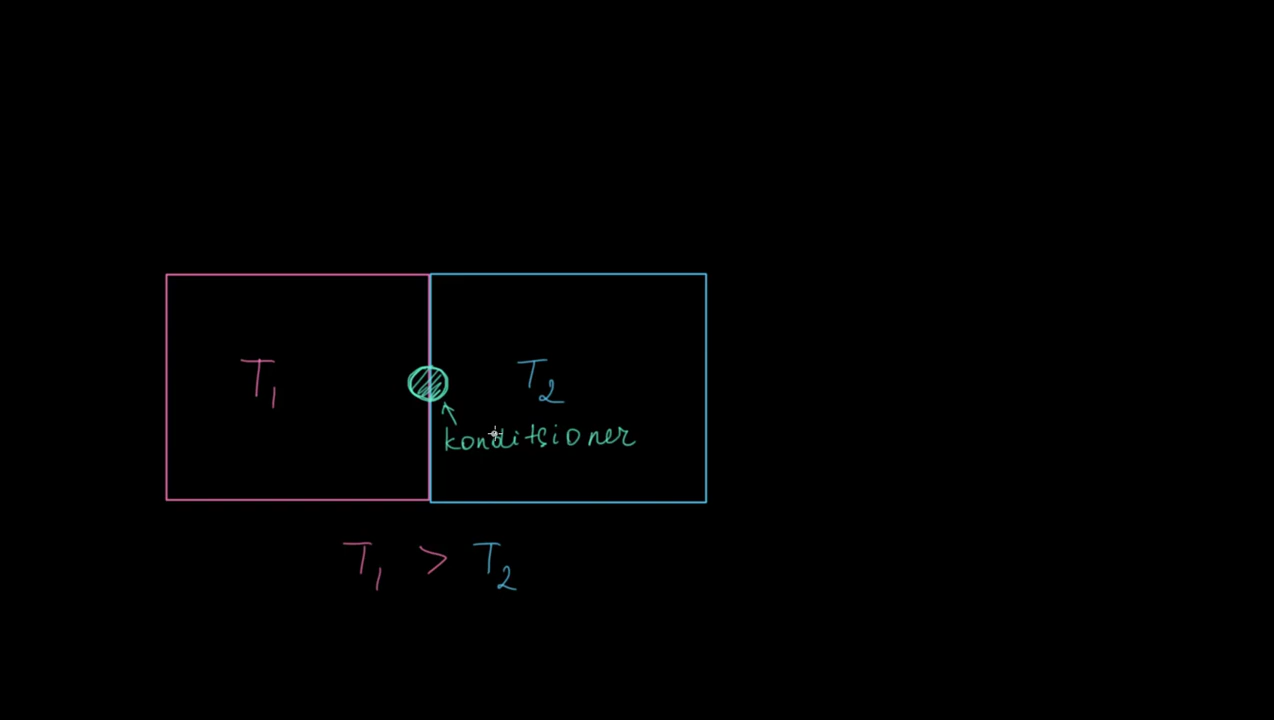 T₁ T₂
konditsioner
T₁ > T₂